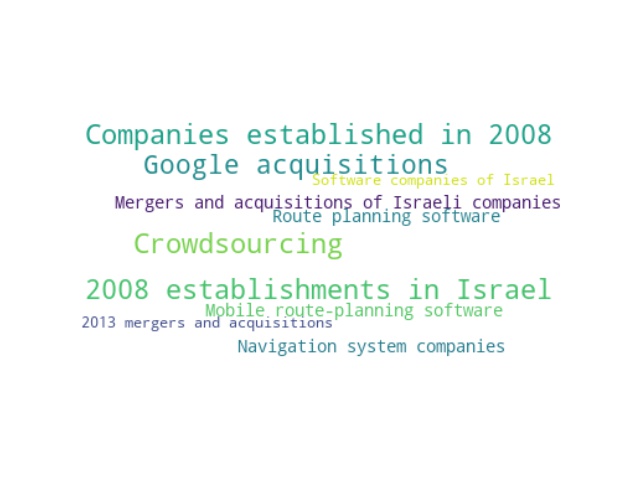 Companies established in 2008
Google acquisitions
Software companies of Israel
Mergers and acquisitions of Israeli companies
Route planning software
Crowdsourcing
2008 establishments in Israel
Mobile route-planning software
2013 mergers and acquisitions
Navigation system companies